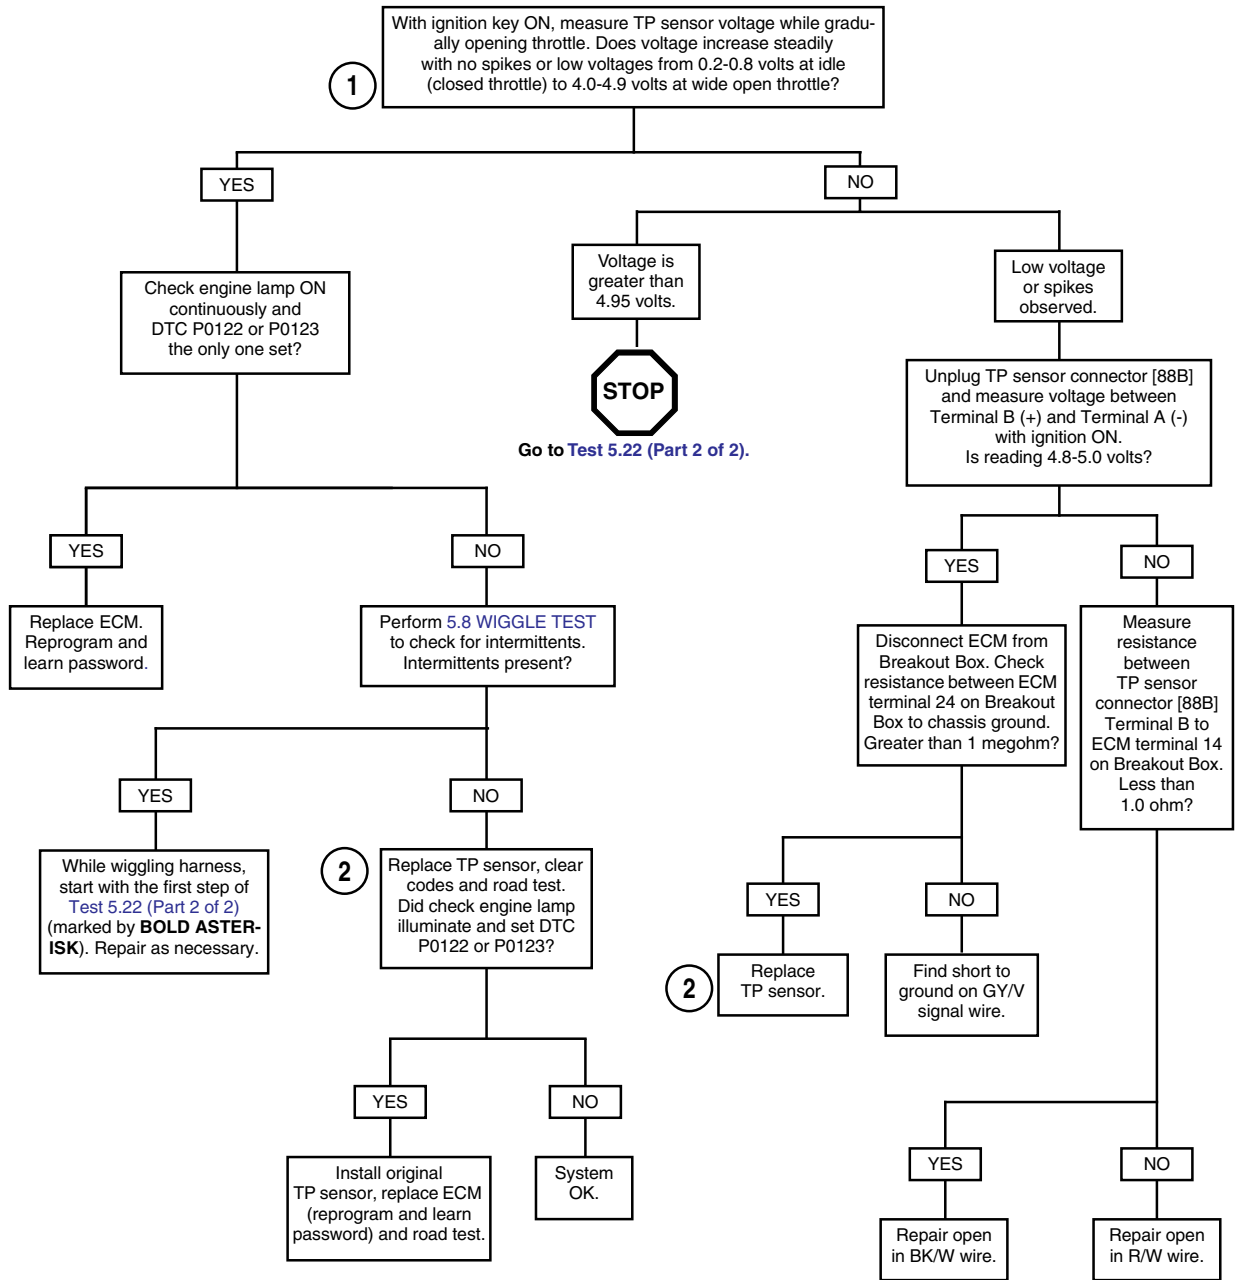 With ignition key ON, measure TP sensor voltage while gradu-
ally opening throttle. Does voltage increase steadily
with no spikes or low voltages from 0.2-0.8 volts at idle
(closed throttle) to 4.0-4.9 volts at wide open throttle?
1
YES
NO
Check engine lamp ON
continuously and
DTC P0122 or P0123
the only one set?
Voltage is
greater than
4.95 volts.
Low voltage
or spikes
observed.
STOP
Go to Test 5.22 (Part 2 of 2).
Unplug TP sensor connector [88B]
and measure voltage between
Terminal B (+) and Terminal A (-)
with ignition ON.
Is reading 4.8-5.0 volts?
YES
NO
YES
NO
Replace ECM.
Reprogram and
learn password.
Perform 5.8 WIGGLE TEST
to check for intermittents.
Intermittents present?
Disconnect ECM from
Breakout Box. Check
resistance between ECM
terminal 24 on Breakout
Box to chassis ground.
Greater than 1 megohm?
Measure
resistance
between
TP sensor
connector [88B]
Terminal B to
ECM terminal 14
on Breakout Box.
Less than
1.0 ohm?
YES
NO
While wiggling harness,
start with the first step of
Test 5.22 (Part 2 of 2)
(marked by BOLD ASTER-
ISK). Repair as necessary.
2
Replace TP sensor, clear
codes and road test.
Did check engine lamp
illuminate and set DTC
P0122 or P0123?
YES
NO
2
Replace
TP sensor.
Find short to
ground on GY/V
signal wire.
YES
NO
Install original
TP sensor, replace ECM
(reprogram and learn
password) and road test.
System
OK.
YES
NO
Repair open
in BK/W wire.
Repair open
in R/W wire.